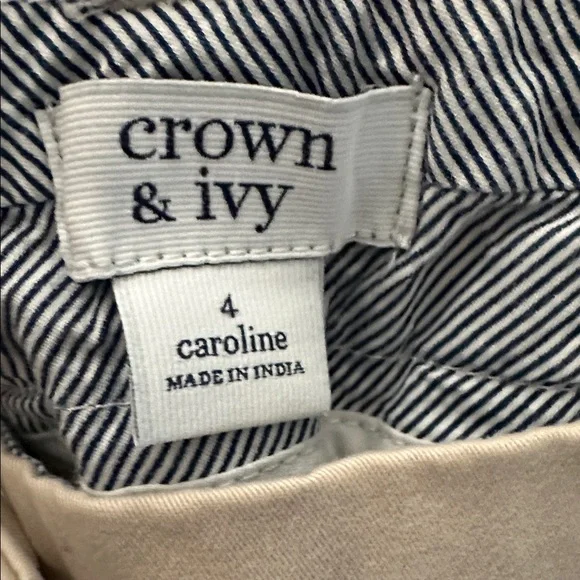 crown
& ivy
4
caroline
MADE IN INDIA